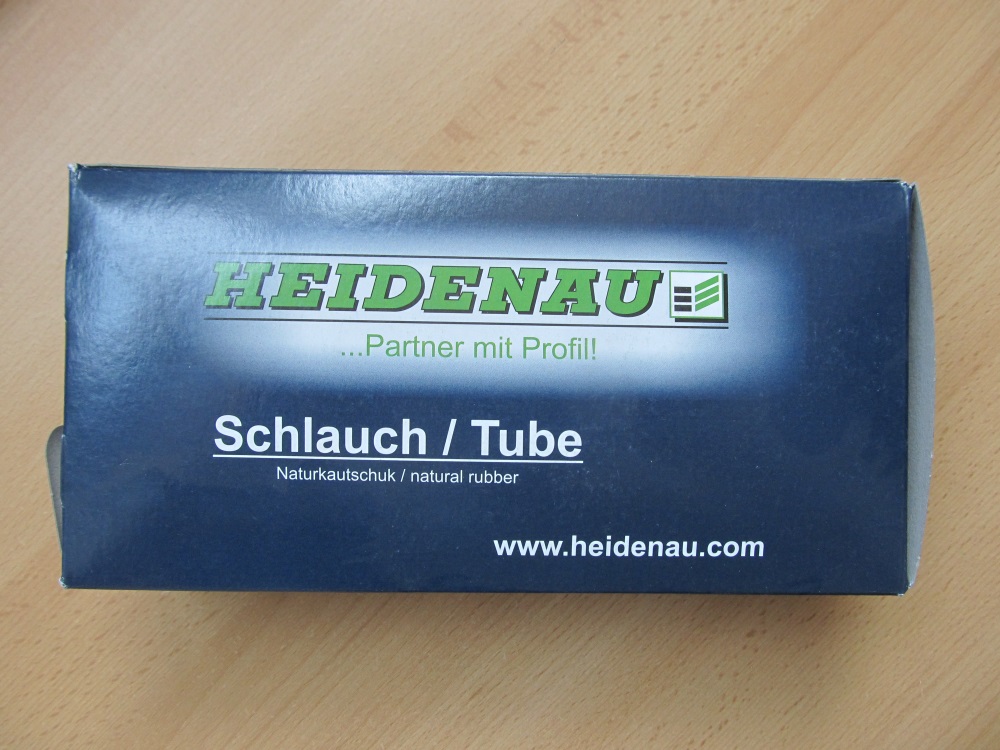 HEIDENAU
...Partner mit Profil!
Schlauch / Tube
Naturkautschuk / natural rubber
www.heidenau.com